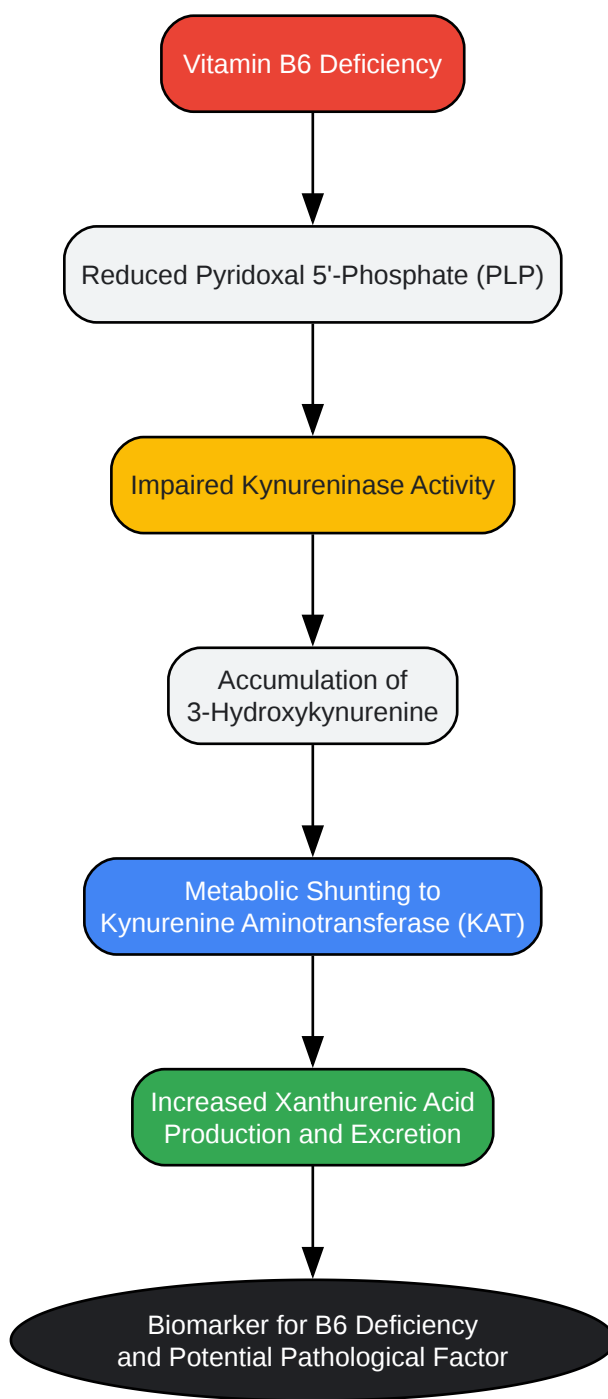 Vitamin B6 Deficiency
Reduced Pyridoxal 5'-Phosphate (PLP)
Impaired Kynureninase Activity
Accumulation of
3-Hydroxykynurenine
Metabolic Shunting to
Kynurenine Aminotransferase (KAT)
Increased Xanthurenic Acid
Production and Excretion
Biomarker for B6 Deficiency
and Potential Pathological Factor